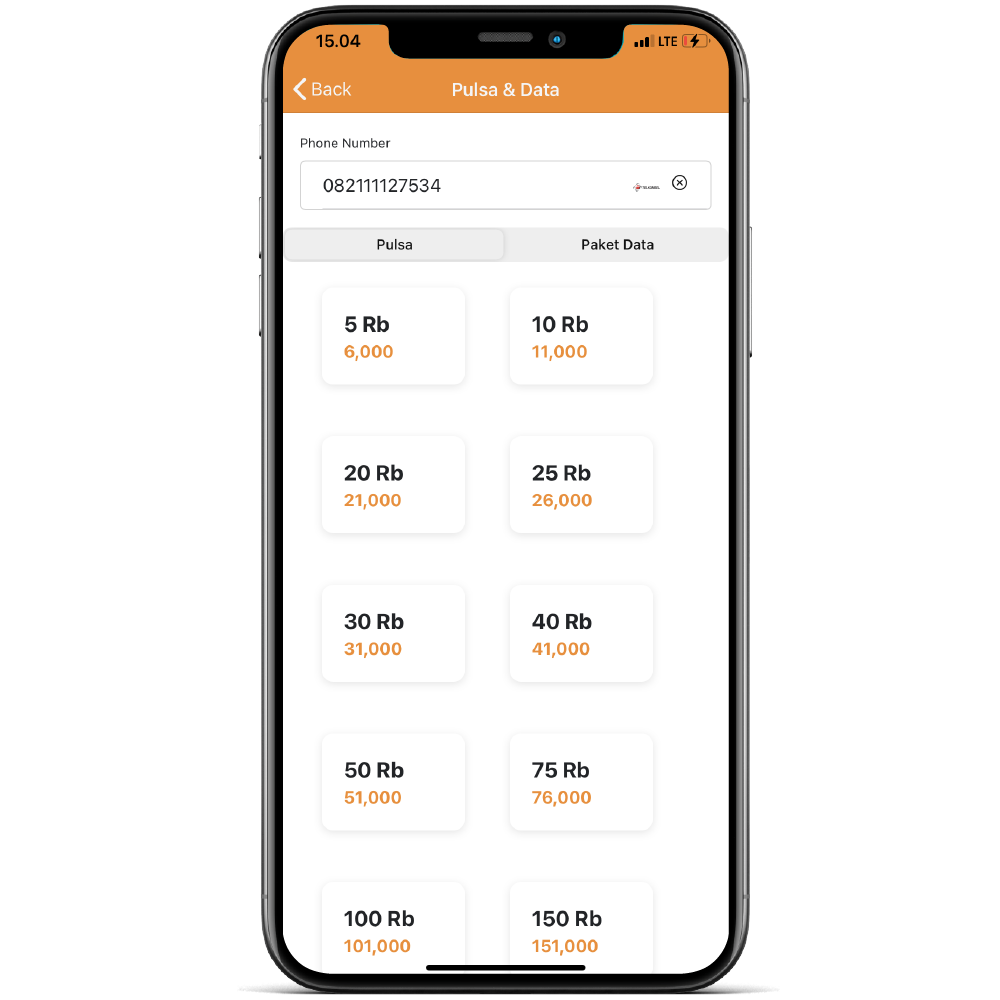 15.04
LTE
Back
Pulsa & Data
Phone Number
082111127534
TELKOMSEL
Pulsa
Paket Data
5 Rb
6,000
10 Rb
11,000
20 Rb
21,000
25 Rb
26,000
30 Rb
31,000
40 Rb
41,000
50 Rb
51,000
75 Rb
76,000
100 Rb
101,000
150 Rb
151,000